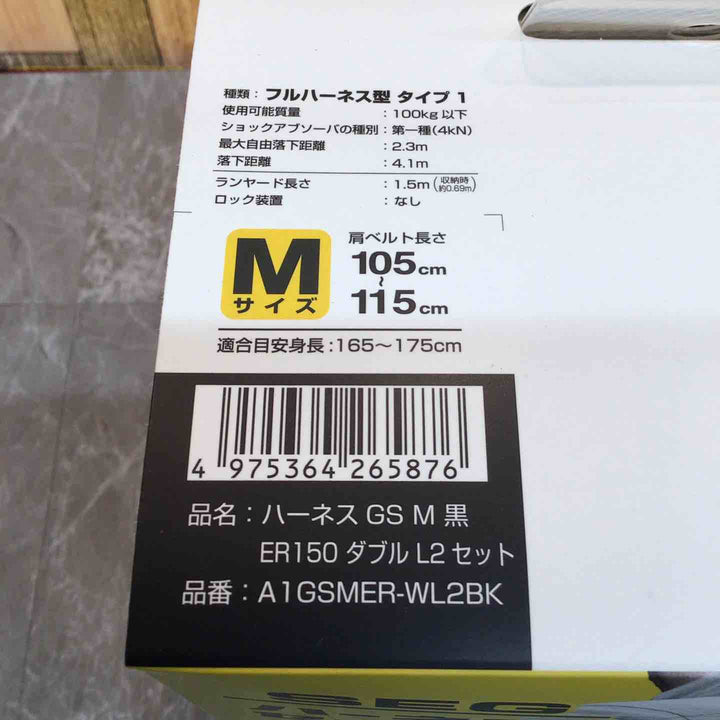 種類：フルハーネス型 タイプ 1
使用可能質量 ：100kg 以下
ショックアブソーバの種別：第一種(4kN)
最大自由落下距離 ：2.3m
落下距離 ：4.1m
ランヤード長さ ：1.5m(収納時約0.69m)
ロック装置 ：なし
M
サイズ
肩ベルト長さ
105cm
～
115cm
適合目安身長：165～175cm
4 975364 265876
品名：ハーネス GS M 黒
ER150 ダブル L2 セット
品番：A1GSMER-WL2BK
SEG